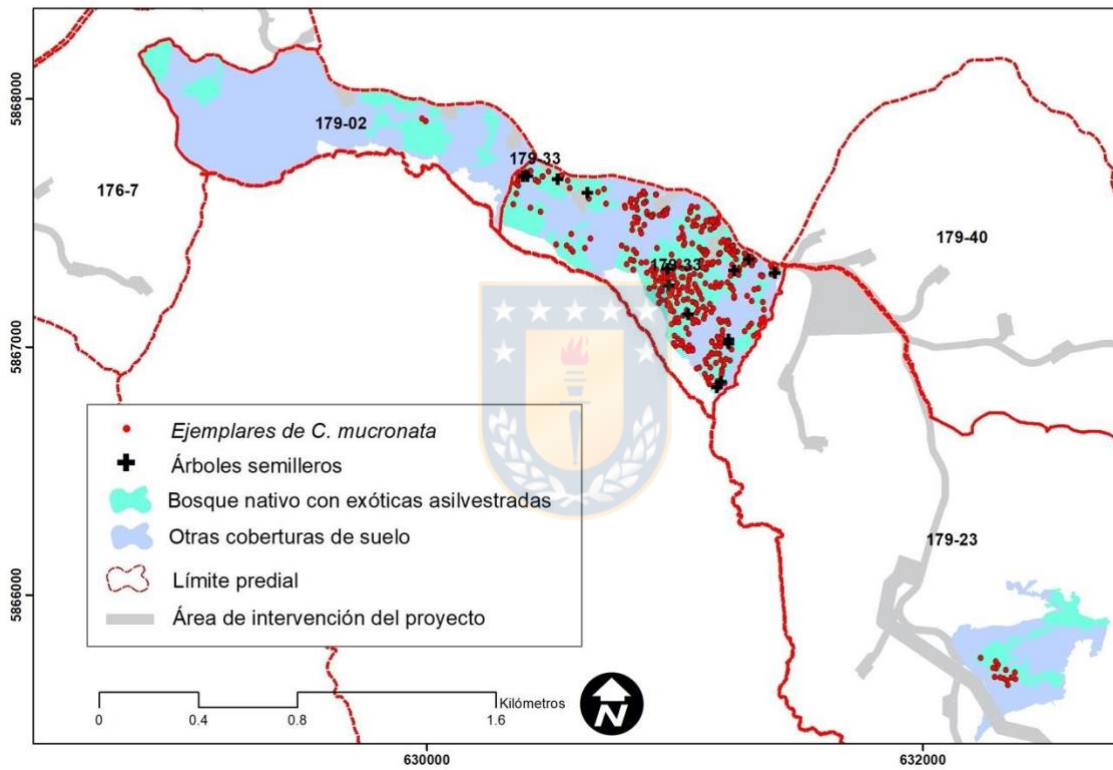 5868000
179-02
179-33
176-7
179-40
179-33
5867000
Ejemplares de C. mucronata
Árboles semilleros
Bosque nativo con exóticas asilvestradas
Otras coberturas de suelo
179-23
Límite predial
5866000
Área de intervención del proyecto
Kilómetros
0 0.4 0.8 1.6
N
630000 632000